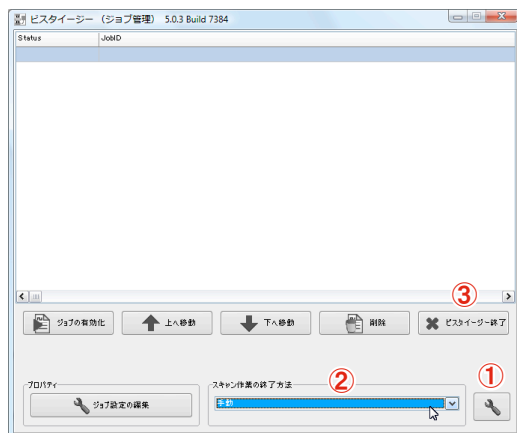 ビスタイージー (ジョブ管理) 5.0.3 Build 7384
Status JobID
③
ジョブの有効化 上へ移動 下へ移動 削除 ビスタイージー終了
プロパティ スキャン作業の終了方法 ② ①
ジョブ設定の編集 手動